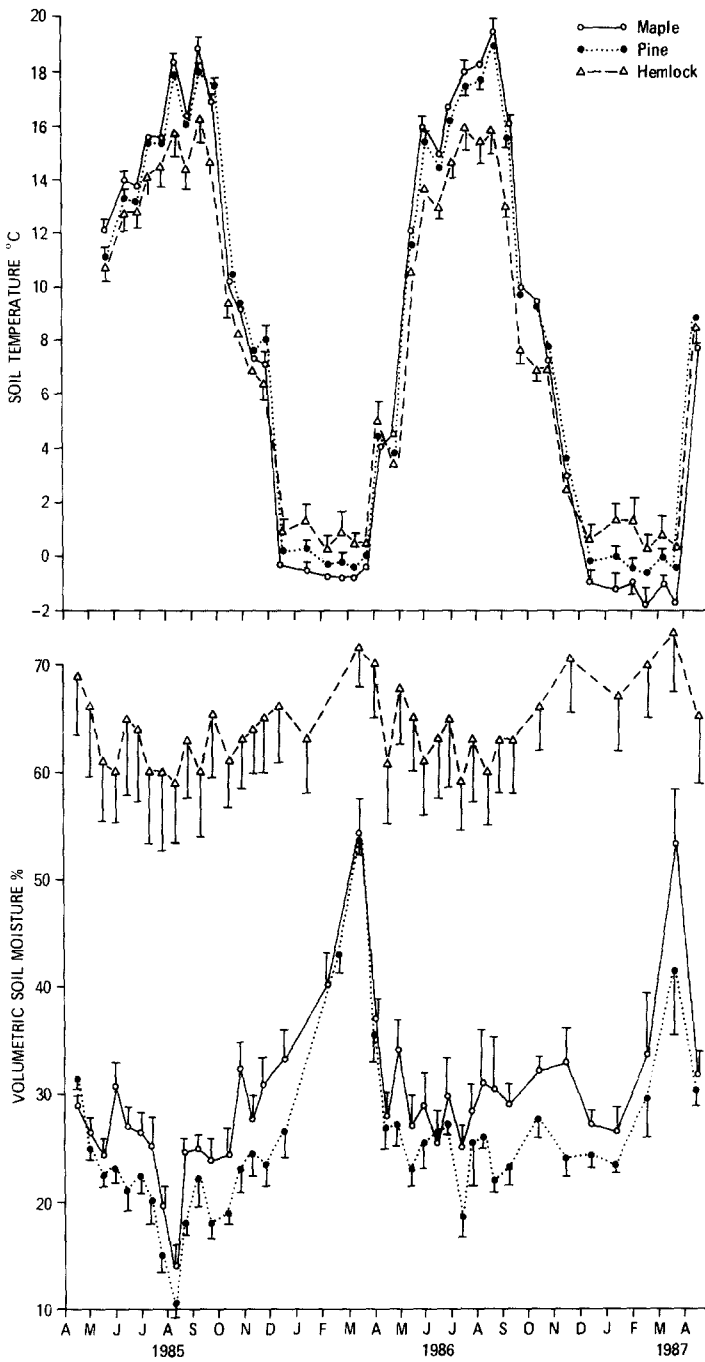 20
18
16
14
12
10
8
6
4
2
0
−2
SOIL TEMPERATURE °C
Maple
Pine
Hemlock
70
60
50
40
30
20
10
VOLUMETRIC SOIL MOISTURE %
A M J J A S O N D J F M A M J J A S O N D J F M A
1985 1986 1987